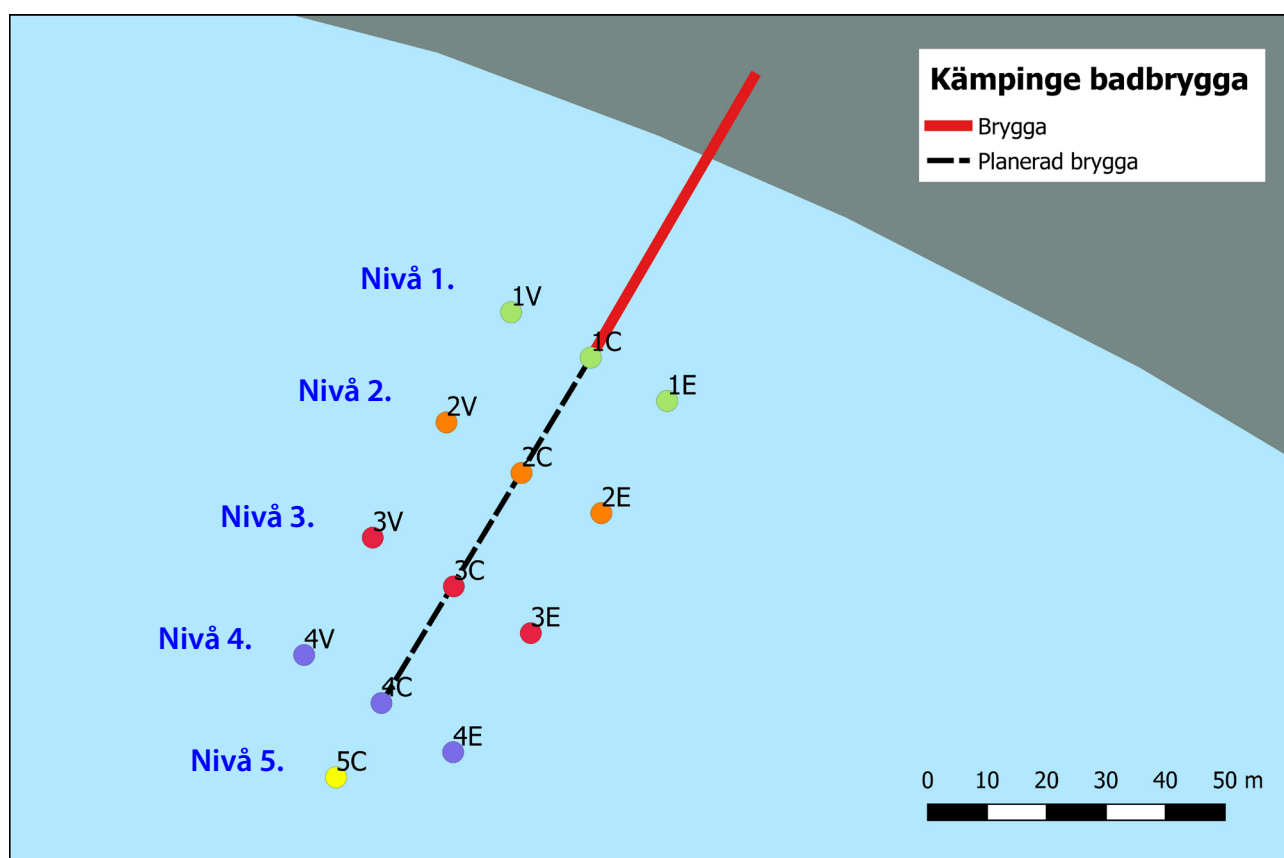 Kämpinge badbrygga
Brygga
Planerad brygga
Nivå 1.
1V
1C
1E
Nivå 2.
2V
2C
2E
Nivå 3.
3V
3C
3E
Nivå 4.
4V
4C
4E
Nivå 5.
5C
0 10 20 30 40 50 m